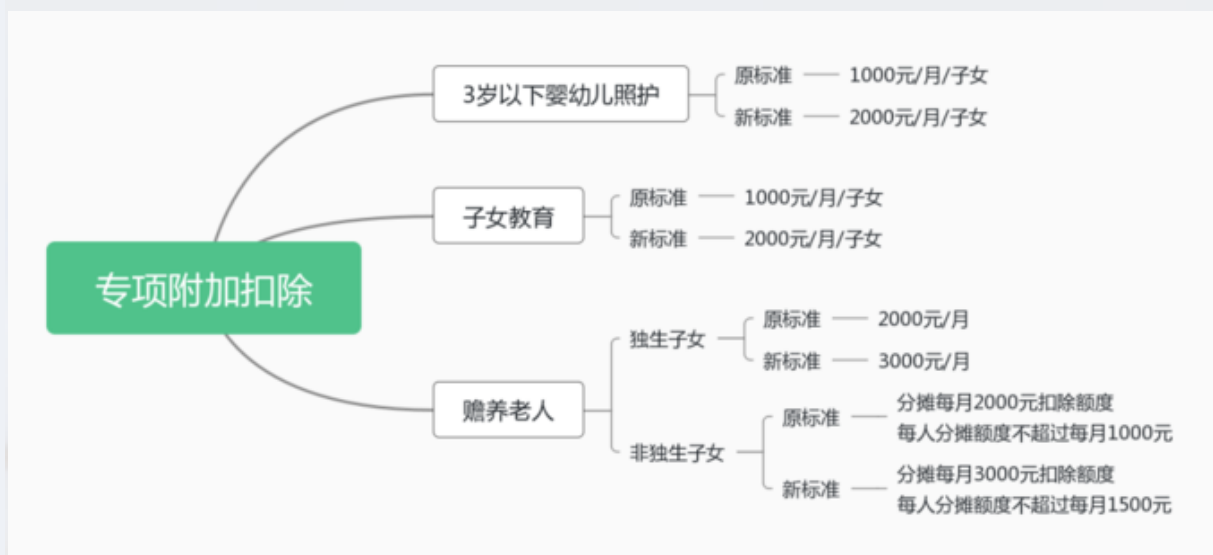 专项附加扣除
3岁以下婴幼儿照护
原标准
1000元/月/子女
新标准
2000元/月/子女
子女教育
原标准
1000元/月/子女
新标准
2000元/月/子女
赡养老人
独生子女
原标准
2000元/月
新标准
3000元/月
非独生子女
原标准
分摊每月2000元扣除额度
每人分摊额度不超过每月1000元
新标准
分摊每月3000元扣除额度
每人分摊额度不超过每月1500元